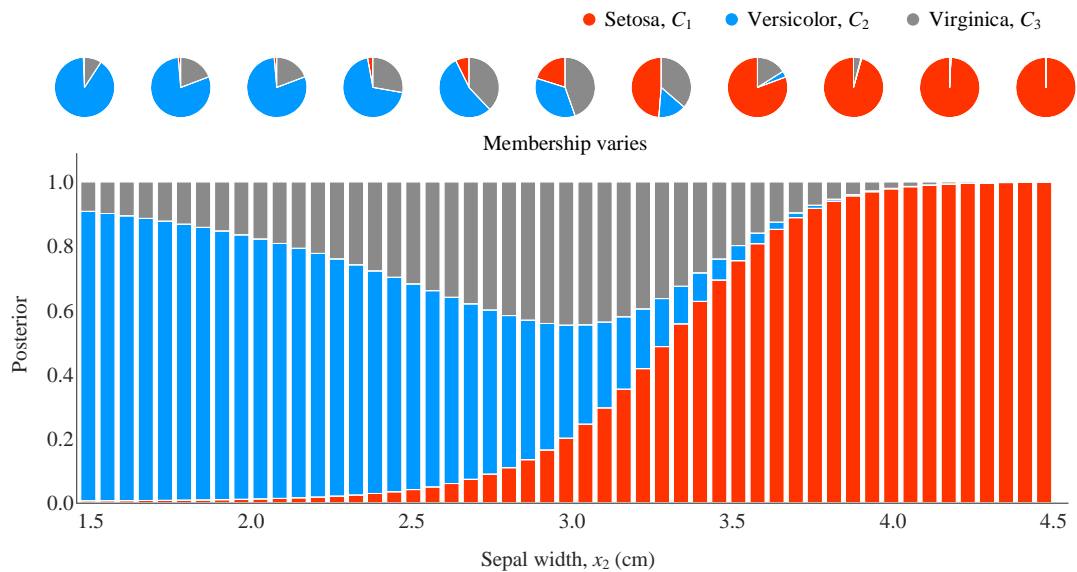 Setosa, C₁ Versicolor, C₂ Virginica, C₃
Membership varies
1.0
0.8
0.6
0.4
0.2
0.0
Posterior
1.5 2.0 2.5 3.0 3.5 4.0 4.5
Sepal width, x₂ (cm)